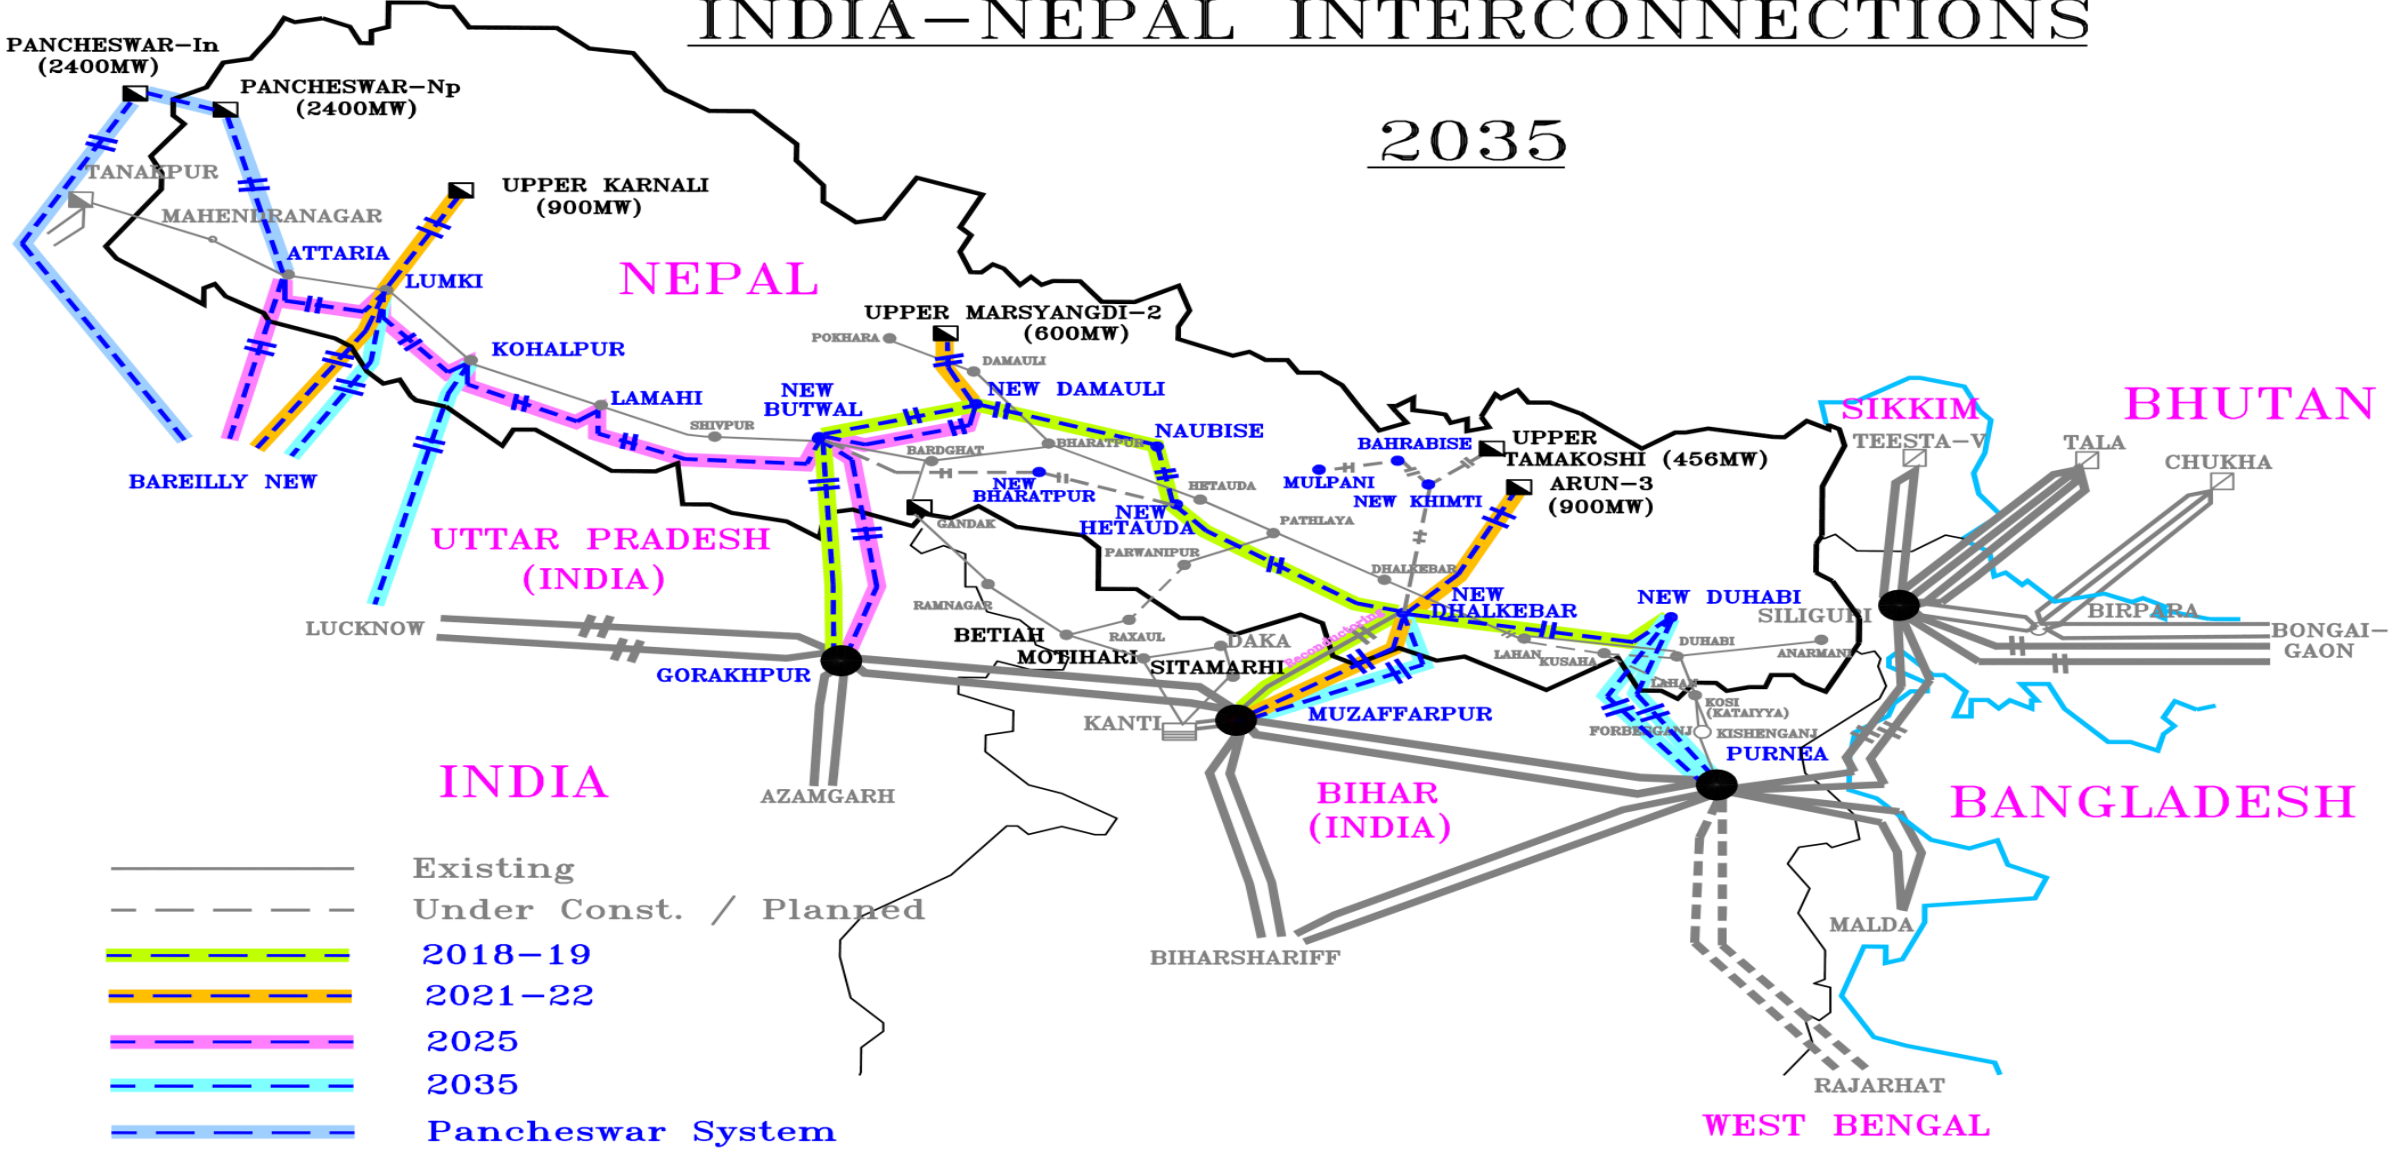 INDIA-NEPAL INTERCONNECTIONS
2035
PANCHESWAR-In
(2400MW)
PANCHESWAR-Np
(2400MW)
TANAKPUR
MAHENDRANAGAR
UPPER KARNALI
(900MW)
ATTARIA
LUMKI
NEPAL
UPPER MARSYANGDI-2
(600MW)
POKHARA
DAMAULI
KOHALPUR
NEW
BUTWAL
NEW DAMAULI
LAMAHI
SHIVPUR
BARDGHAT
BHARATPUR
NAUBISE
BAHRABISE
UPPER
TAMAKOSHI (456MW)
SIKKIM
BHUTAN
TEESTA-V
TALA
CHUKHA
BAREILLY NEW
NEW
BHARATPUR
HETAUDA
MULPANI
NEW KHIMTI
ARUN-3
(900MW)
NEW
HETAUDA
GANDAK
PATHLAYA
PARWANIPUR
UTTAR PRADESH
(INDIA)
DHALKEBAR
NEW
DHALKEBAR
NEW DUHABI
SILIGURI
BIRPARA
BONGAI-
GAON
LUCKNOW
RAMNAGAR
BETIAH
RAXAUL
MOTIHARI
DAKA
SITAMARHI
Reconductoring
LAHAN
KUSAHA
DUHABI
ANARMANI
GORAKHPUR
LAHAN
KOSI
(KATAIYYA)
KANTI
MUZAFFARPUR
FORBESGANJ
KISHENGANJ
PURNEA
INDIA
AZAMGARH
BIHAR
(INDIA)
BANGLADESH
MALDA
BIHARSHARIFF
RAJARHAT
WEST BENGAL
Existing
Under Const. / Planned
2018-19
2021-22
2025
2035
Pancheswar System